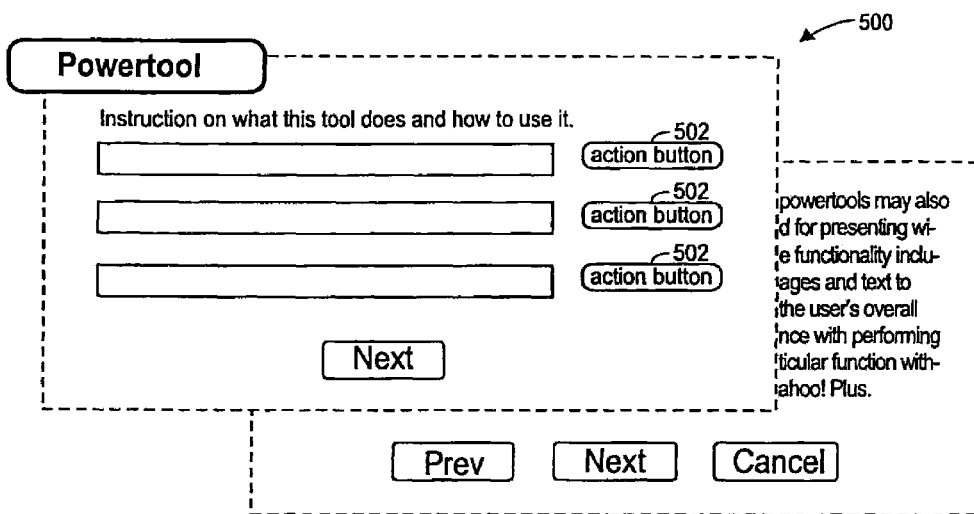 500
Powertool
Instruction on what this tool does and how to use it.
502
action button
502
action button
502
action button
Next
powertools may also
d for presenting wi-
e functionality inclu-
ages and text to
the user's overall
nce with performing
ticular function with-
ahoo! Plus.
Prev Next Cancel